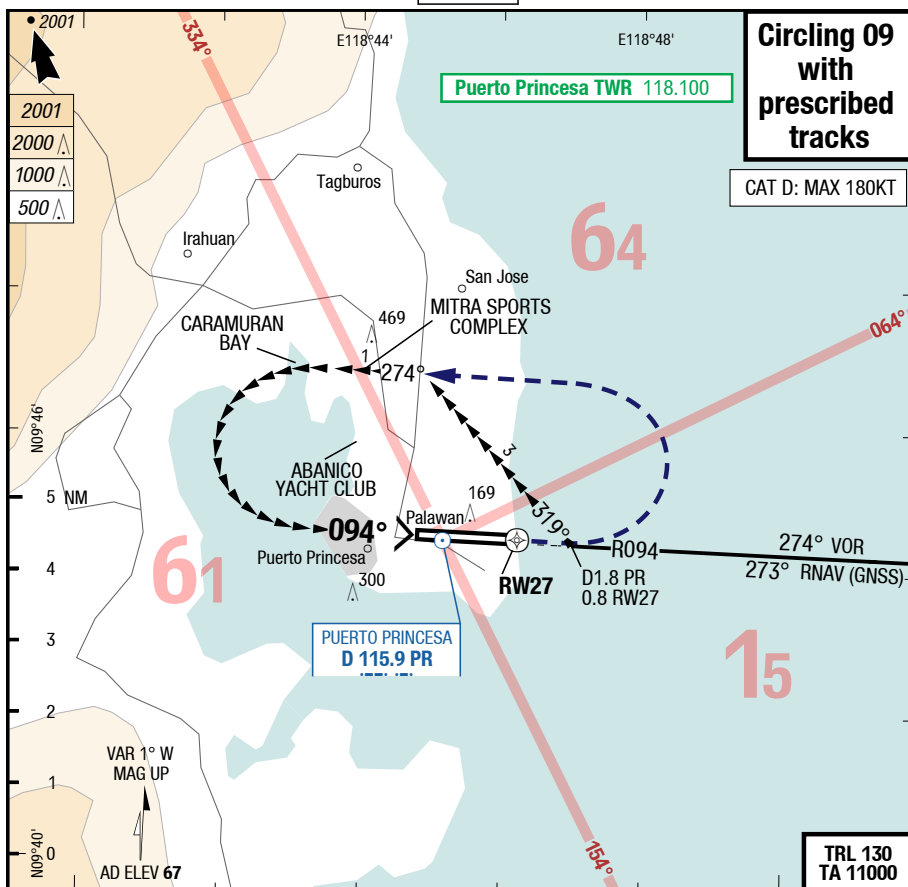 2001
E118°44'
E118°48'
334°
Circling 09
with
prescribed
tracks
Puerto Princesa TWR 118.100
2001
2000
1000
500
CAT D: MAX 180KT
Tagburos
Irahuan
64
San Jose
MITRA SPORTS
COMPLEX
469
CARAMURAN
BAY
064°
1
274°
N09°46'
3
ABANICO
YACHT CLUB
169
5 NM
Palawan
319°
094°
R094
274° VOR
Puerto Princesa
273° RNAV (GNSS)
4
61
300
RW27
D1.8 PR
0.8 RW27
PUERTO PRINCESA
D 115.9 PR
3
15
2
VAR 1° W
MAG UP
1
N09°40'
0
154°
AD ELEV 67
TRL 130
TA 11000